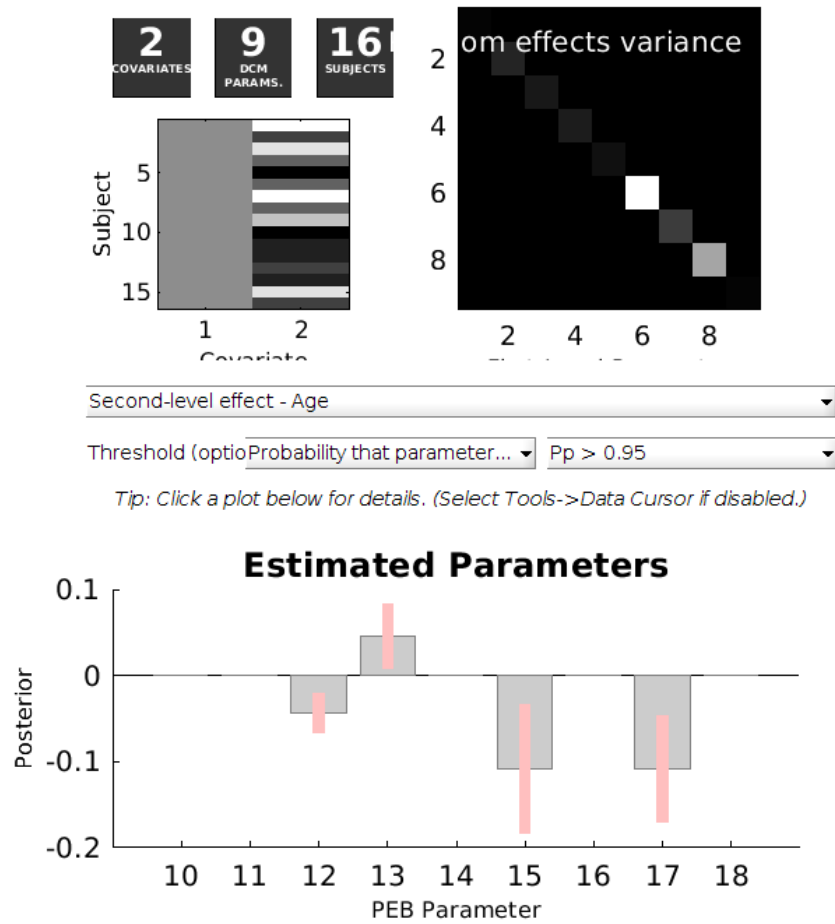 2
COVARIATES
9
DCM
PARAMS.
16
SUBJECTS
om effects variance
2
4
6
8
2 4 6 8
Subject
5
10
15
1 2
Second-level effect - Age
Threshold (optio Probability that parameter... Pp > 0.95
Tip: Click a plot below for details. (Select Tools->Data Cursor if disabled.)
Estimated Parameters
Posterior
0.1
0
-0.1
-0.2
10 11 12 13 14 15 16 17 18
PEB Parameter